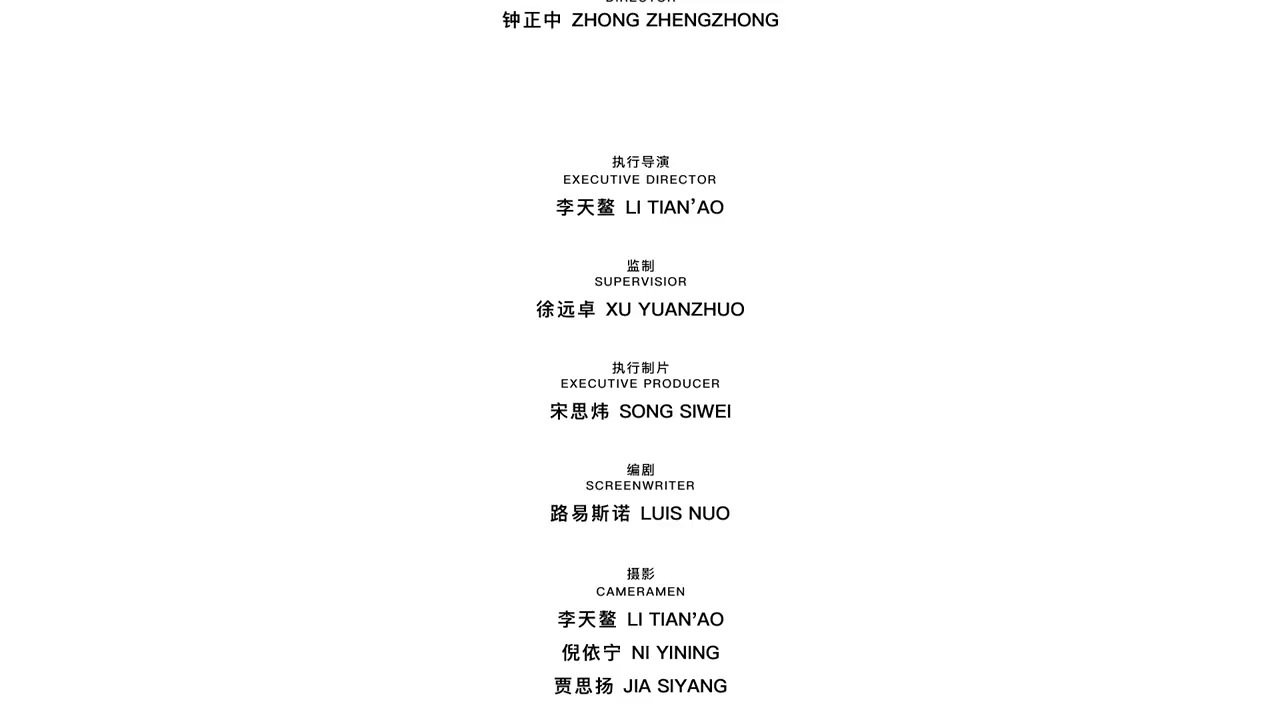 DIRECTOR
钟正中 ZHONG ZHENGZHONG
执行导演
EXECUTIVE DIRECTOR
李天鳌 LI TIAN'AO
监制
SUPERVISIOR
徐远卓 XU YUANZHUO
执行制片
EXECUTIVE PRODUCER
宋思炜 SONG SIWEI
编剧
SCREENWRITER
路易斯诺 LUIS NUO
摄影
CAMERAMEN
李天鳌 LI TIAN'AO
倪依宁 NI YINING
贾思扬 JIA SIYANG